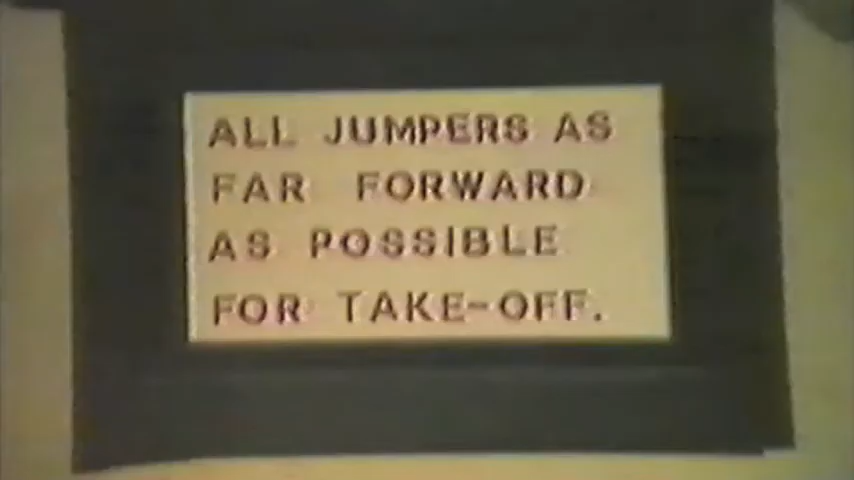 ALL JUMPERS AS
FAR FORWARD
AS POSSIBLE
FOR TAKE-OFF.